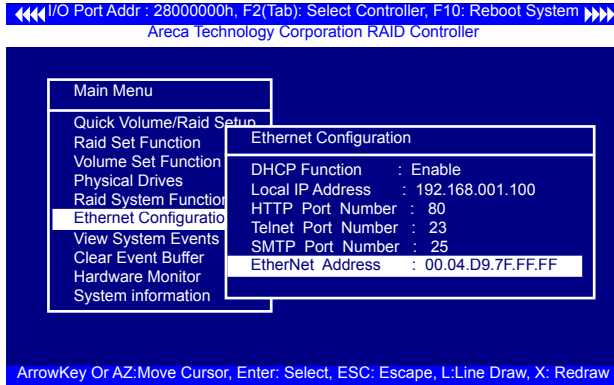 I/O Port Addr : 28000000h, F2(Tab): Select Controller, F10: Reboot System
Areca Technology Corporation RAID Controller
Main Menu
Quick Volume/Raid Setup
Raid Set Function
Volume Set Function
Physical Drives
Raid System Function
Ethernet Configuratio
View System Events
Clear Event Buffer
Hardware Monitor
System information
Ethernet Configuration
DHCP Function : Enable
Local IP Address : 192.168.001.100
HTTP Port Number : 80
Telnet Port Number : 23
SMTP Port Number : 25
EtherNet Address : 00.04.D9.7F.FF.FF
ArrowKey Or AZ:Move Cursor, Enter: Select, ESC: Escape, L:Line Draw, X: Redraw